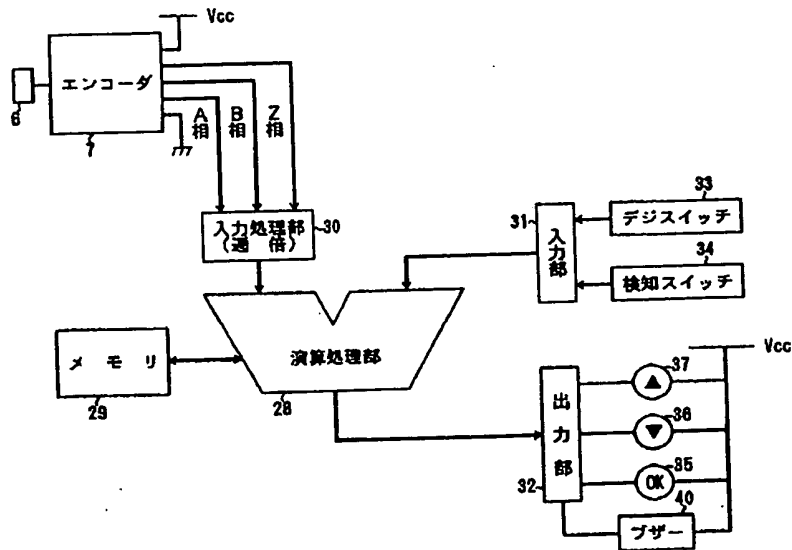 Vcc
エンコーダ
6
7
A相
B相
Z相
入力処理部
(逓倍)
30
31
入力部
33
デジスイッチ
34
検知スイッチ
メモリ
29
演算処理部
28
Vcc
出力部
32
37
▲
36
▼
35
OK
40
ブザー